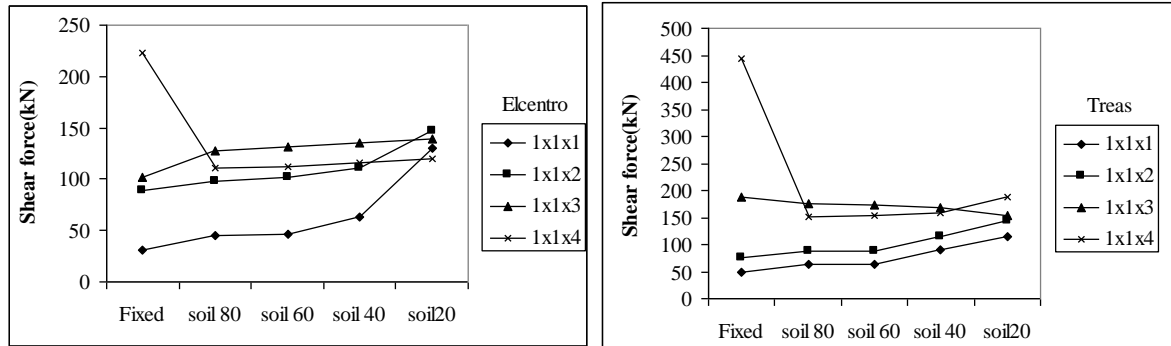 Shear force(kN)
250
200
150
100
50
0
Fixed soil 80 soil 60 soil 40 soil20
Elcentro
1x1x1
1x1x2
1x1x3
1x1x4
Shear force(kN)
500
450
400
350
300
250
200
150
100
50
0
Fixed soil 80 soil 60 soil 40 soil20
Treas
1x1x1
1x1x2
1x1x3
1x1x4